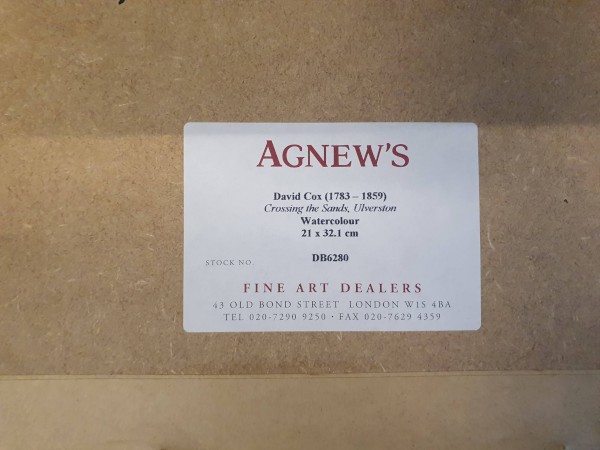 AGNEW'S
David Cox (1783 – 1859)
Crossing the Sands, Ulverston
Watercolour
21 x 32.1 cm
STOCK NO. DB6280
FINE ART DEALERS
43 OLD BOND STREET LONDON W1S 4BA
TEL 020-7290 9250 • FAX 020-7629 4359